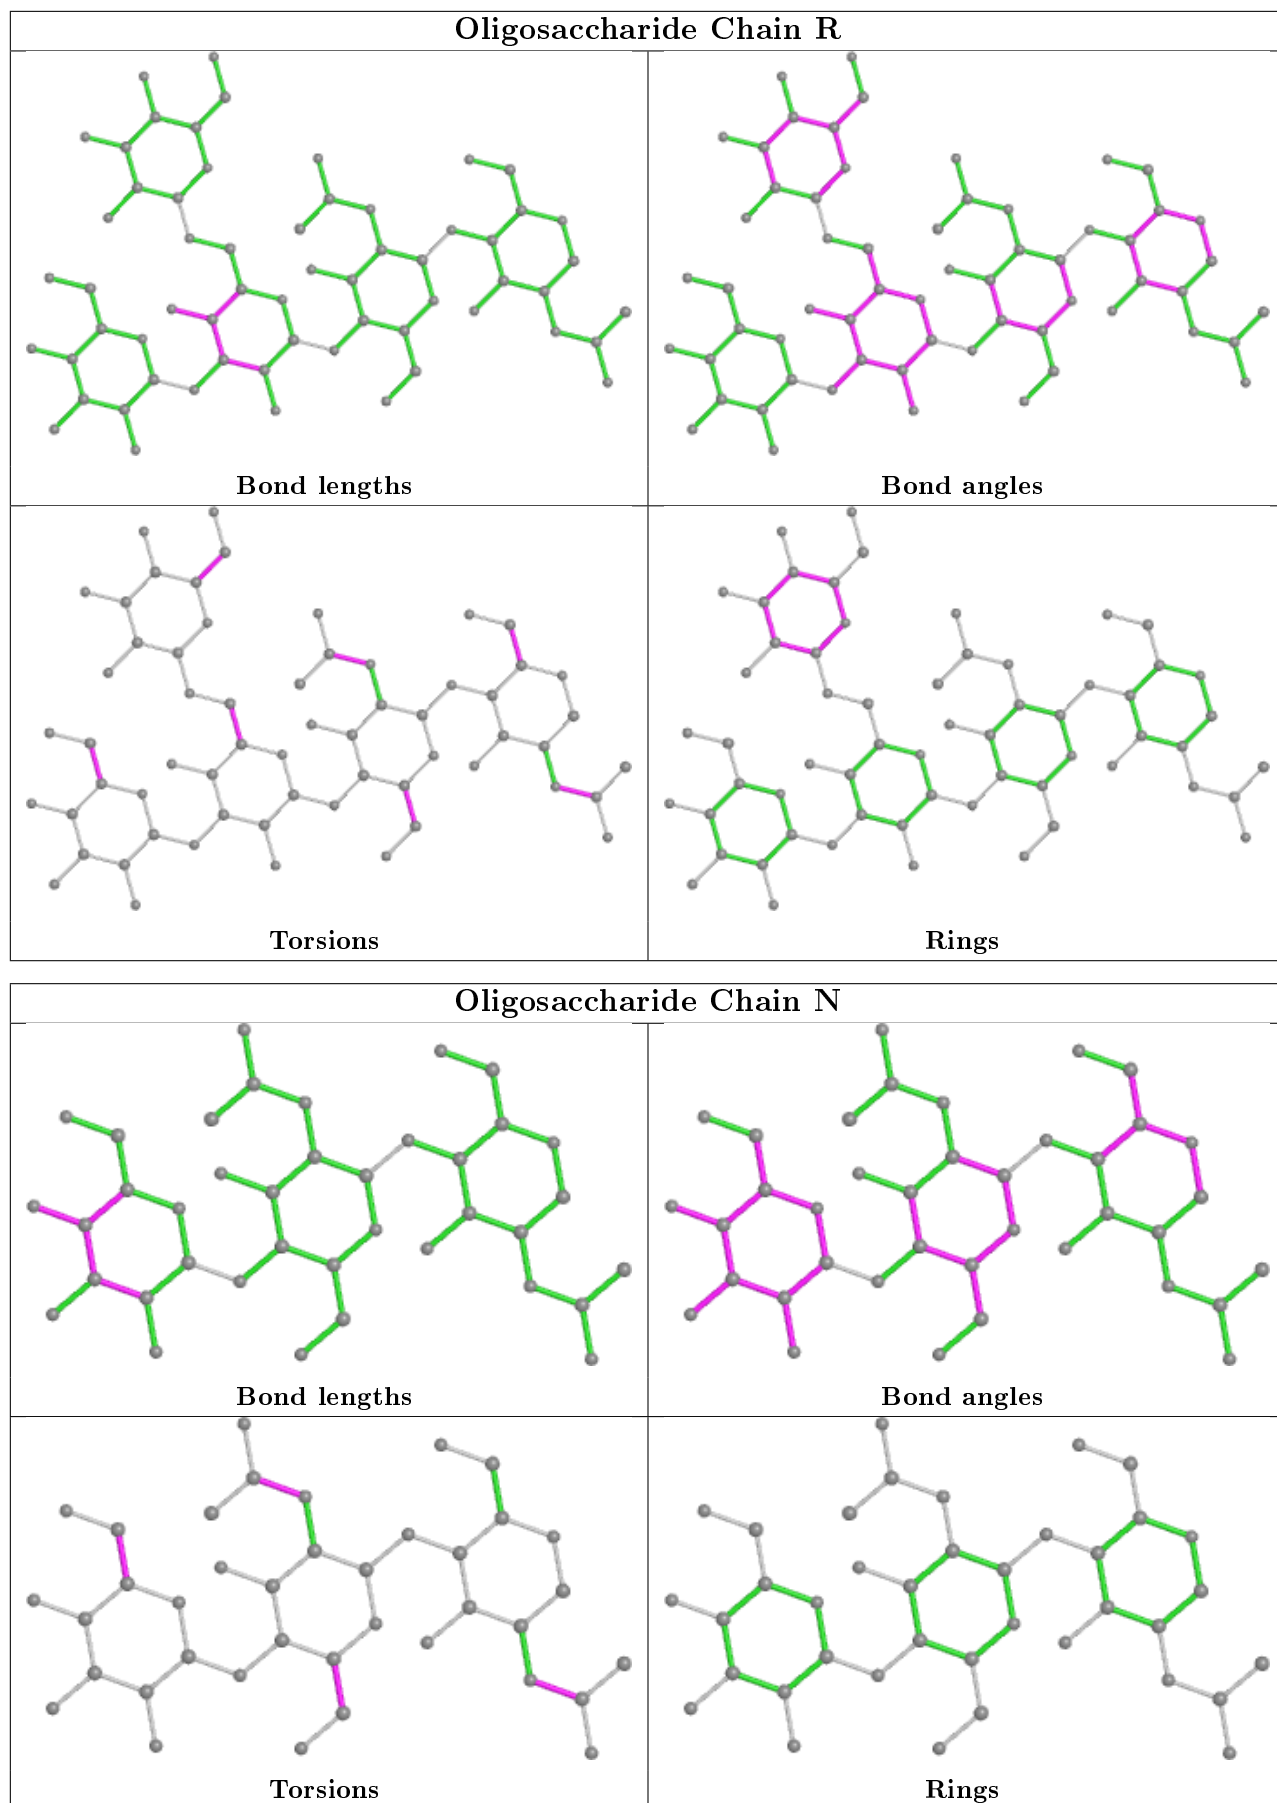 Oligosaccharide Chain R
Bond lengths
Bond angles
Torsions
Rings
Oligosaccharide Chain N
Bond lengths
Bond angles
Torsions
Rings